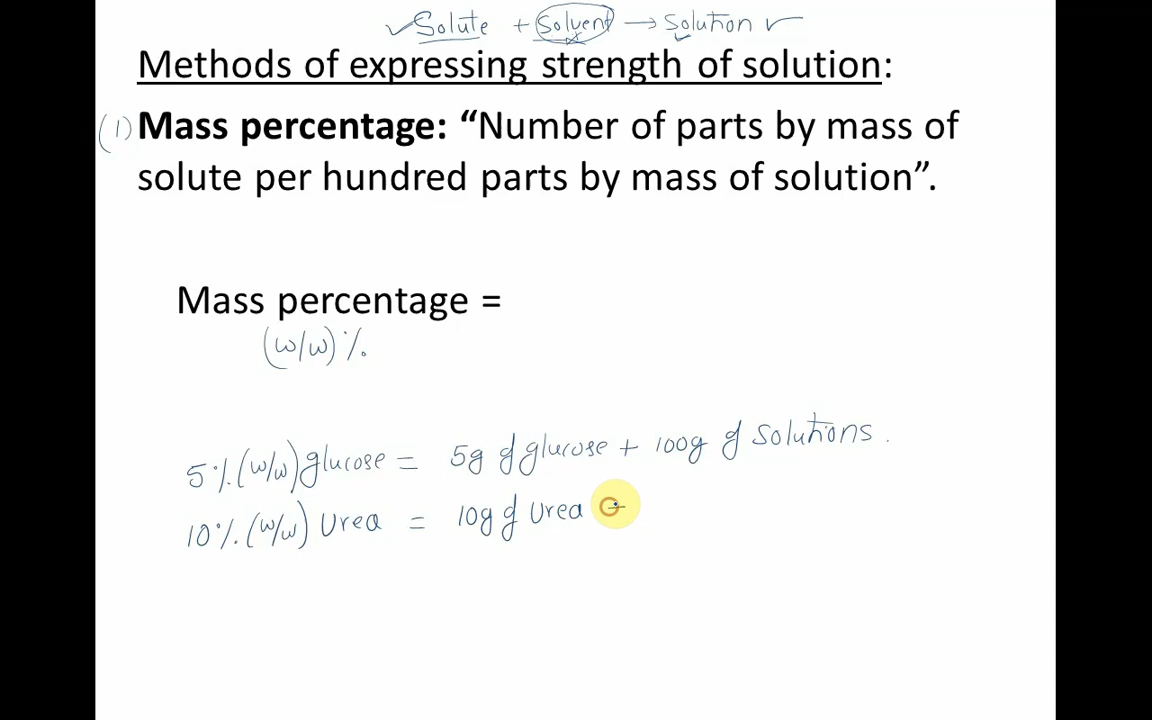 Solute + Solvent → Solution
Methods of expressing strength of solution:
(1) Mass percentage: “Number of parts by mass of
solute per hundred parts by mass of solution”.
Mass percentage =
(w/w)%.
5%.(w/w) glucose = 5g of glucose + 100g of solutions.
10%.(w/w) Urea = 10g of Urea +